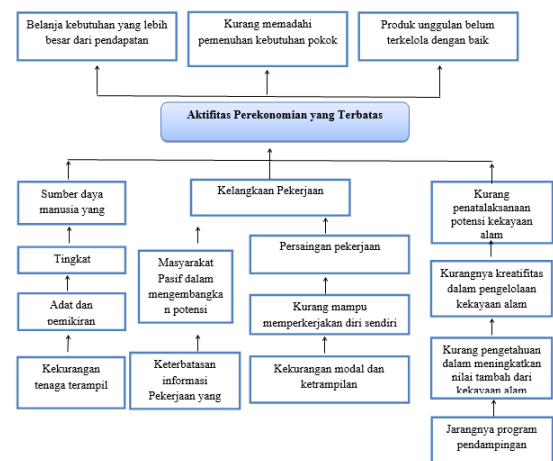 Belanja kebutuhan yang lebih
besar dari pendapatan
Kurang memadahi
pemenuhan kebutuhan pokok
Produk unggulan belum
terkelola dengan baik
Aktifitas Perekonomian yang Terbatas
Sumber daya
manusia yang
Kelangkaan Pekerjaan
Kurang
penatalaksanaan
potensi kekayaan
alam
Tingkat
Masyarakat
Pasif dalam
mengembangka
n potensi
Persaingan pekerjaan
Kurangnya kreatifitas
dalam pengelolaan
kekayaan alam
Adat dan
pemikiran
Kurang mampu
memperkerjakan diri sendiri
Kekurangan
tenaga terampil
Keterbatasan
informasi
Pekerjaan yang
Kekurangan modal dan
ketrampilan
Kurang pengetahuan
dalam meningkatkan
nilai tambah dari
kekayaan alam
Jarangnya program
pendampingan